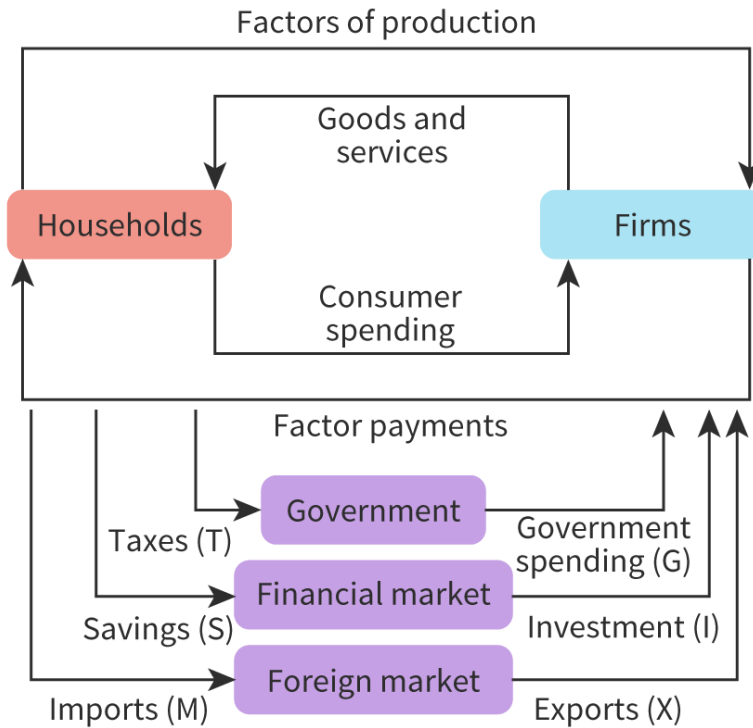 Factors of production
Goods and
services
Households
Firms
Consumer
spending
Factor payments
Government
Taxes (T)
Government
spending (G)
Financial market
Savings (S)
Investment (I)
Foreign market
Imports (M)
Exports (X)